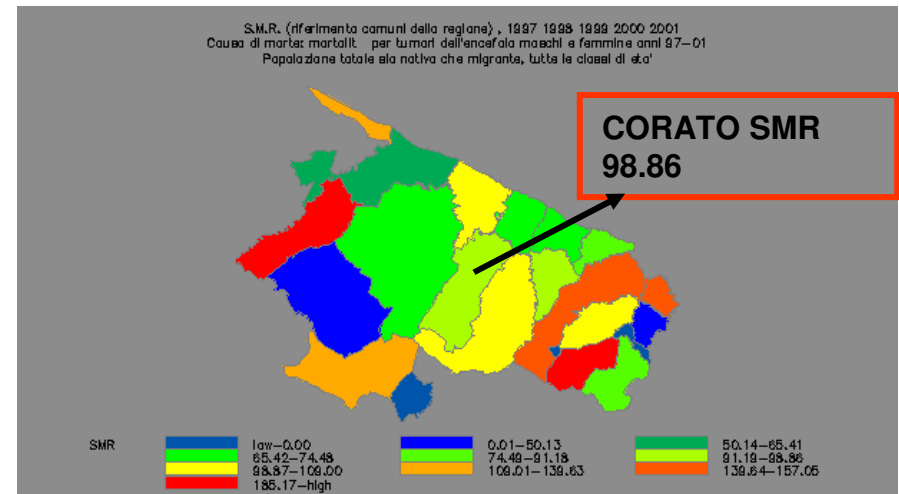 S.M.R. (riferimento comuni della regione) , 1997 1998 1999 2000 2001
Causa di morte: mortalit per tumori dell'encefalo maschi e femmine anni 97-01
Popolazione totale sia nativa che migrante, tutte le classi di eta'
CORATO SMR
98.86
SMR
low-0.00
0.01-50.13
50.14-65.41
65.42-74.48
74.49-91.18
91.19-98.86
98.87-109.00
109.01-139.63
139.64-157.05
185.17-high